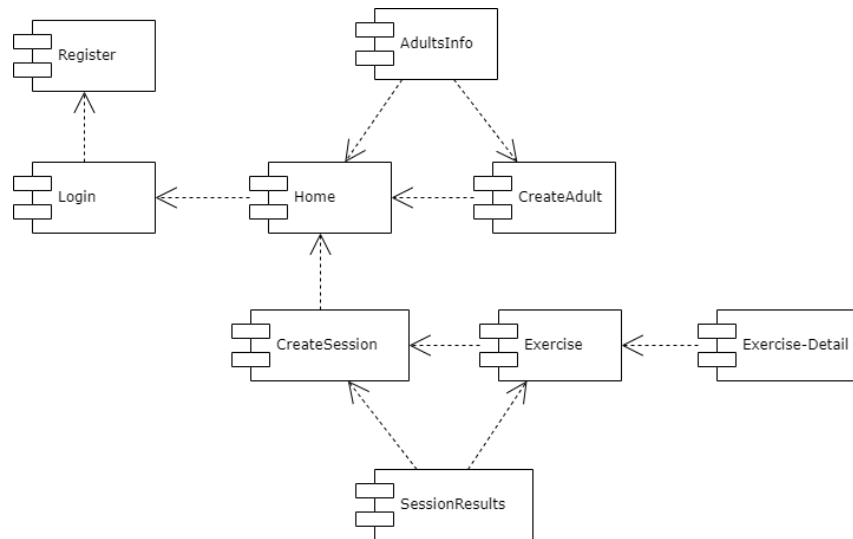 AdultsInfo
Register
Login
Home
CreateAdult
CreateSession
Exercise
Exercise-Detail
SessionResults